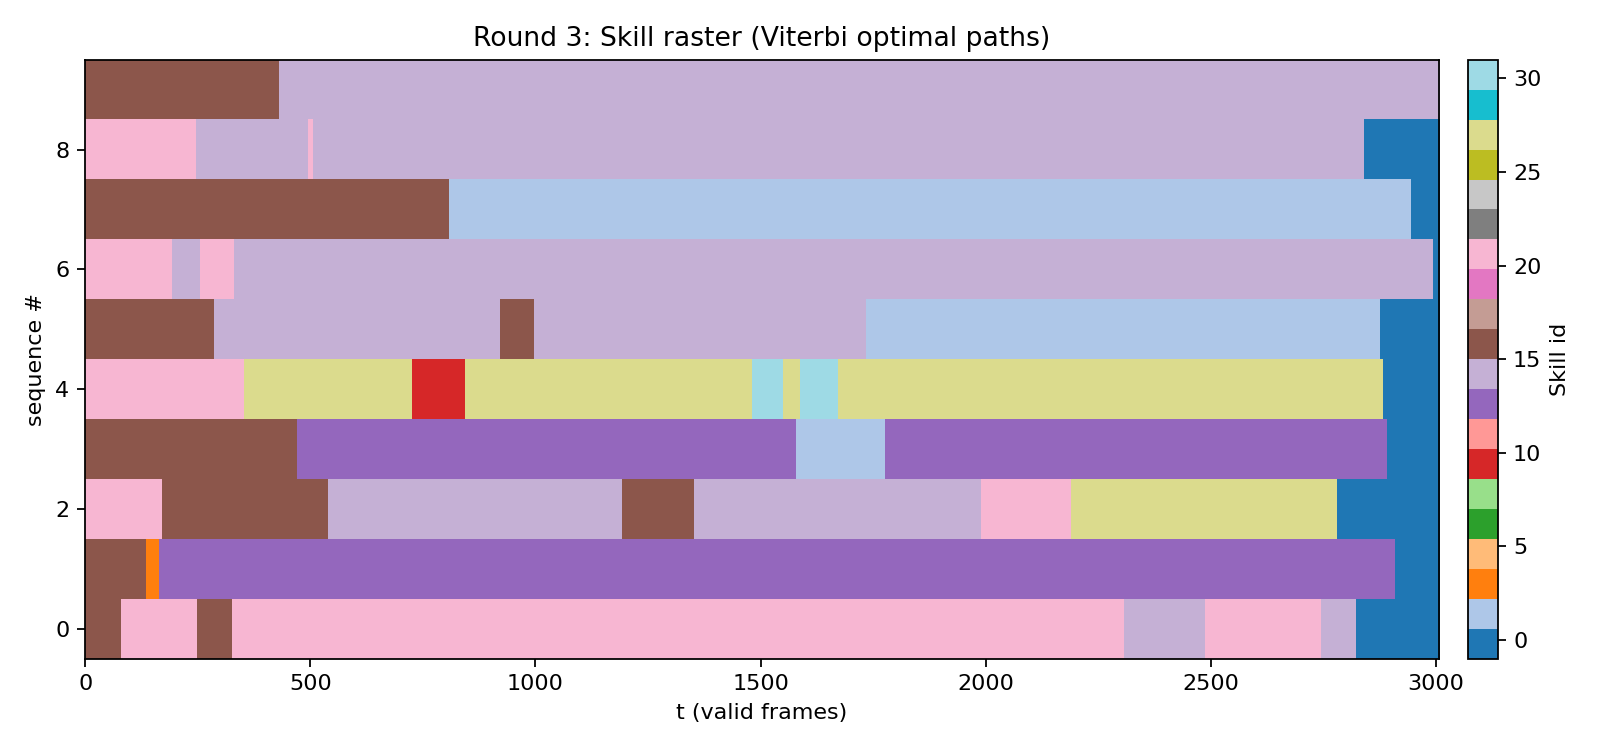 Round 3: Skill raster (Viterbi optimal paths)
sequence #
8
6
4
2
0
0 500 1000 1500 2000 2500 3000
t (valid frames)
30
25
20
15
10
5
0
Skill id